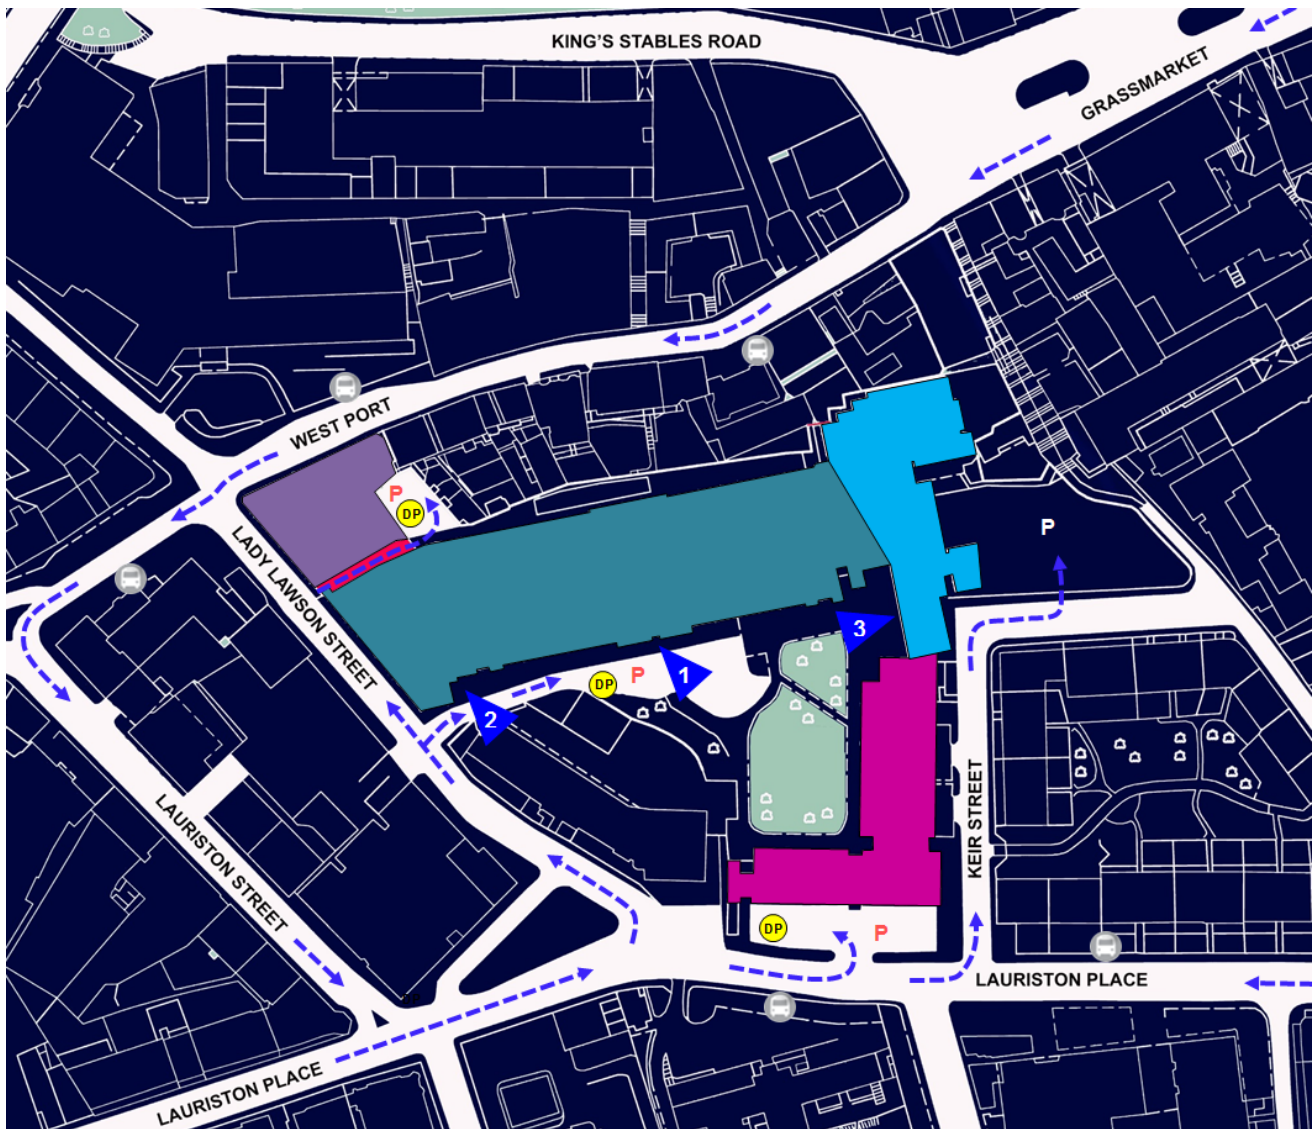 KING'S STABLES ROAD
GRASSMARKET
WEST PORT
P
DP
P
LADY LAWSON STREET
3
1
P
DP
2
KEIR STREET
LAURISTON STREET
DP
P
LAURISTON PLACE
DP
LAURISTON PLACE